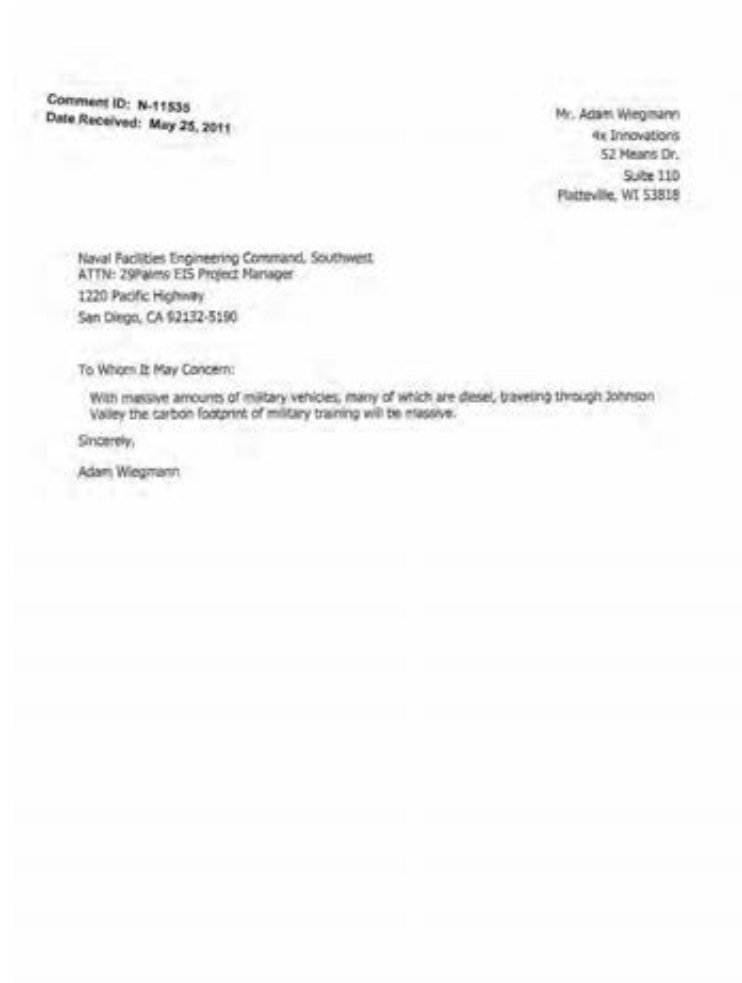 Comment ID: N-11535
Date Received: May 25, 2011
Mr. Adam Wiegmann
4x Innovations
52 Means Dr.
Suite 110
Platteville, WI 53818
Naval Facilities Engineering Command, Southwest
ATTN: 29Palms EIS Project Manager
1220 Pacific Highway
San Diego, CA 92132-5190
To Whom It May Concern:
With massive amounts of military vehicles, many of which are diesel, traveling through Johnson
Valley the carbon footprint of military training will be massive.
Sincerely,
Adam Wiegmann